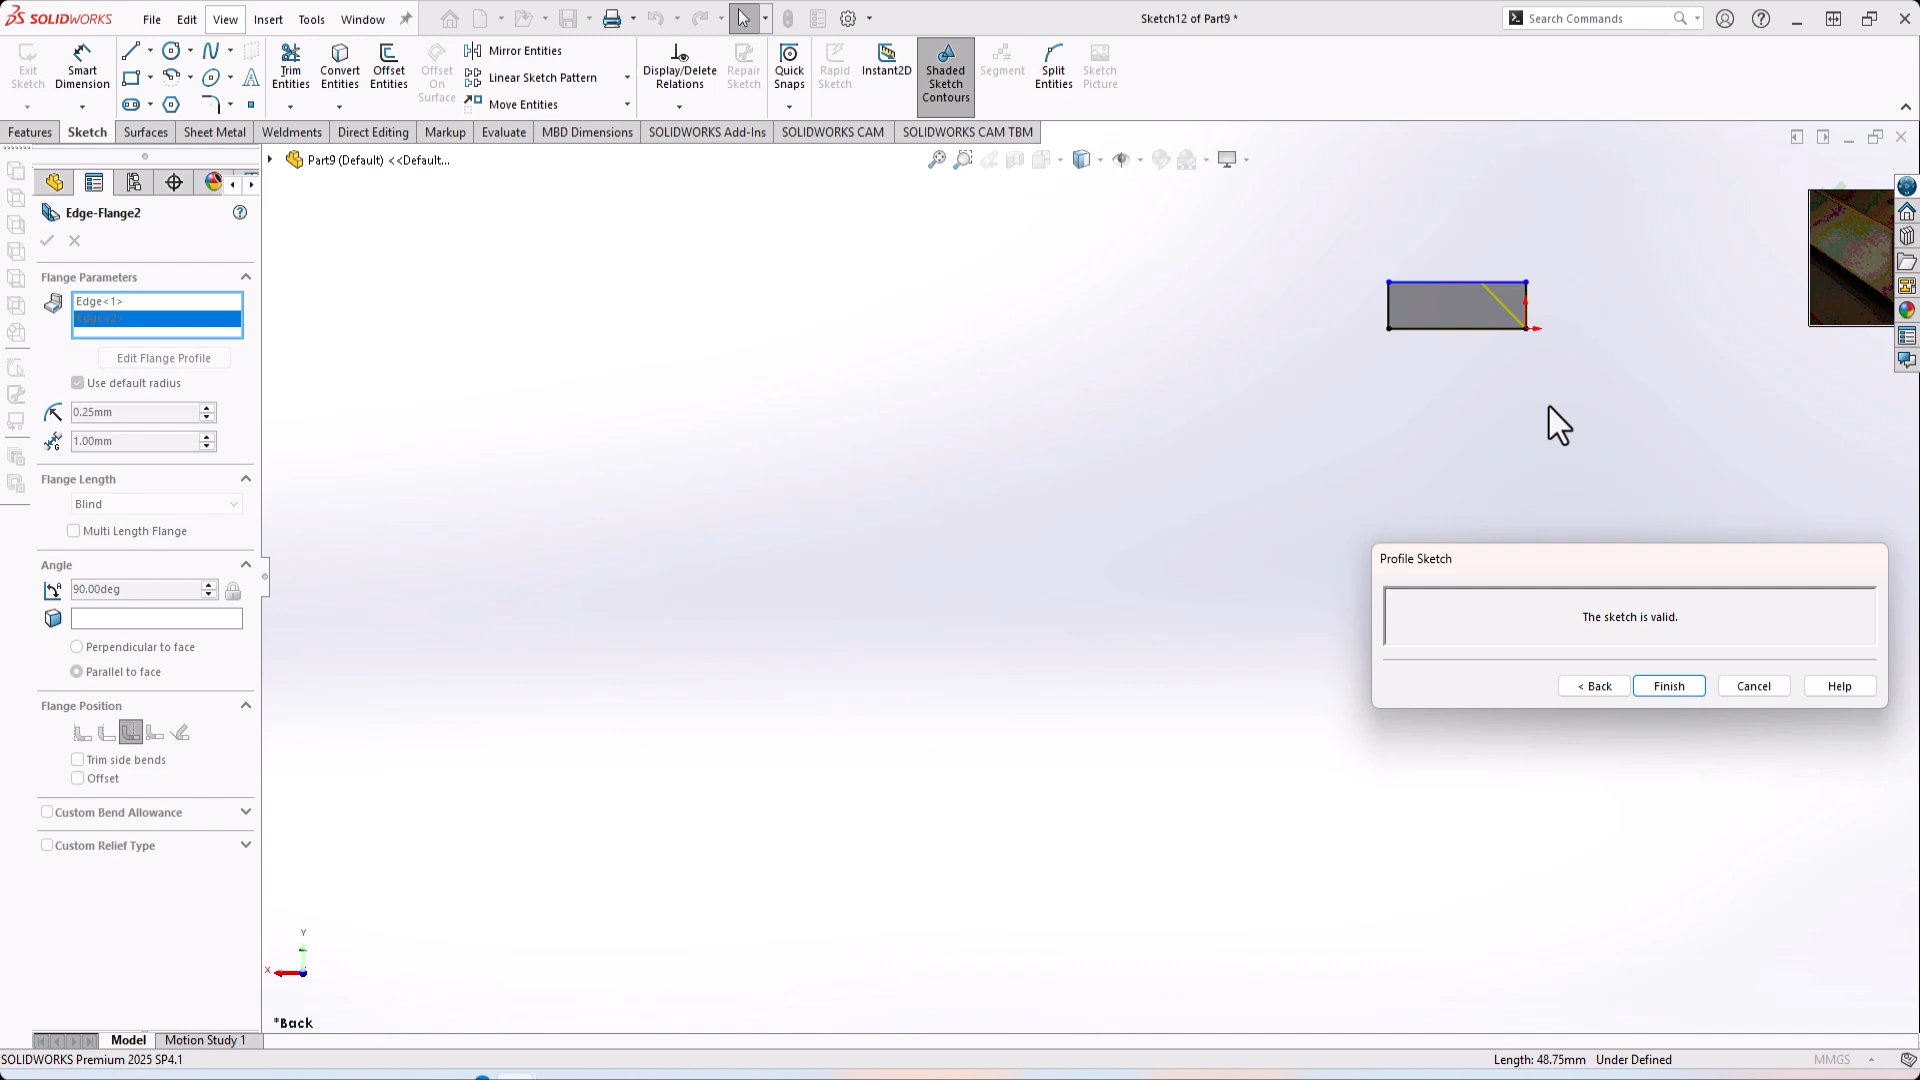 SOLIDWORKS
File
Edit
View
Insert
Tools
Window
Sketch12 of Part9 *
Search Commands
Exit Sketch
Smart Dimension
Trim Entities
Convert Entities
Offset Entities
Offset On Surface
Mirror Entities
Linear Sketch Pattern
Move Entities
Display/Delete Relations
Repair Sketch
Quick Snaps
Rapid Sketch
Instant2D
Shaded Sketch Contours
Segment
Split Entities
Sketch Picture
Features
Sketch
Surfaces
Sheet Metal
Weldments
Direct Editing
Markup
Evaluate
MBD Dimensions
SOLIDWORKS Add-Ins
SOLIDWORKS CAM
SOLIDWORKS CAM TBM
Part9 (Default) <<Default...
Edge-Flange2
Flange Parameters
Edge<1>
Edge<2>
Edit Flange Profile
Use default radius
0.25mm
1.00mm
Flange Length
Blind
Multi Length Flange
Angle
90.00deg
Perpendicular to face
Parallel to face
Flange Position
Trim side bends
Offset
Custom Bend Allowance
Custom Relief Type
Profile Sketch
The sketch is valid.
< Back
Finish
Cancel
Help
Y
X
*Back
Model
Motion Study 1
SOLIDWORKS Premium 2025 SP4.1
Length: 48.75mm
Under Defined
MMGS